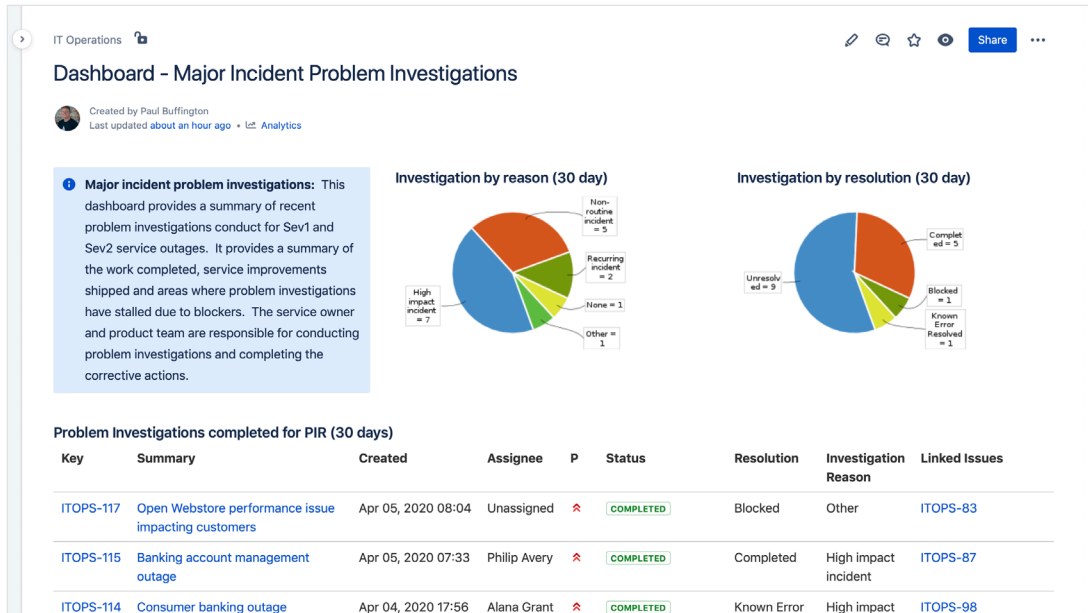 IT Operations
Share
Dashboard - Major Incident Problem Investigations
Created by Paul Buffington
Last updated about an hour ago • Analytics
Major incident problem investigations: This
dashboard provides a summary of recent
problem investigations conduct for Sev1 and
Sev2 service outages. It provides a summary of
the work completed, service improvements
shipped and areas where problem investigations
have stalled due to blockers. The service owner
and product team are responsible for conducting
problem investigations and completing the
corrective actions.
Investigation by reason (30 day)
Non-
routine
incident
= 5
Recurring
incident
= 2
None = 1
Other =
1
High
impact
incident
= 7
Investigation by resolution (30 day)
Complet
ed = 5
Blocked
= 1
Known
Error
Resolved
= 1
Unresolv
ed = 9
Problem Investigations completed for PIR (30 days)
Key Summary Created Assignee P Status Resolution Investigation Linked Issues
Reason
ITOPS-117 Open Webstore performance issue Apr 05, 2020 08:04 Unassigned COMPLETED Blocked Other ITOPS-83
impacting customers
ITOPS-115 Banking account management Apr 05, 2020 07:33 Philip Avery COMPLETED Completed High impact ITOPS-87
outage incident
ITOPS-114 Consumer banking outage Apr 04, 2020 17:56 Alana Grant COMPLETED Known Error High impact ITOPS-98